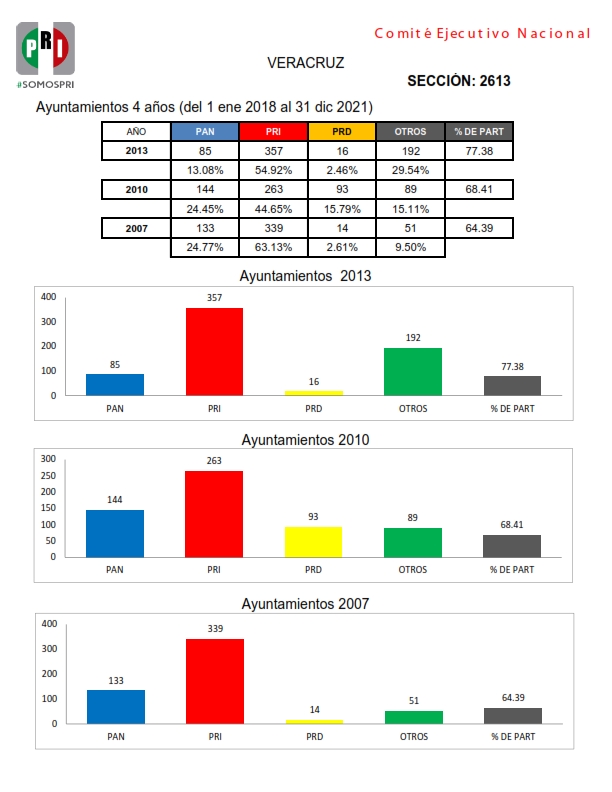 Comité Ejecutivo Nacional
PRI
#SOMOSPRI
VERACRUZ
SECCIÓN: 2613
Ayuntamientos 4 años (del 1 ene 2018 al 31 dic 2021)
AÑO PAN PRI PRD OTROS % DE PART
2013 85 357 16 192 77.38
13.08% 54.92% 2.46% 29.54%
2010 144 263 93 89 68.41
24.45% 44.65% 15.79% 15.11%
2007 133 339 14 51 64.39
24.77% 63.13% 2.61% 9.50%
Ayuntamientos 2013
400
300
200
100
0
85 357 16 192 77.38
PAN PRI PRD OTROS % DE PART
Ayuntamientos 2010
300
250
200
150
100
50
0
144 263 93 89 68.41
PAN PRI PRD OTROS % DE PART
Ayuntamientos 2007
400
300
200
100
0
133 339 14 51 64.39
PAN PRI PRD OTROS % DE PART